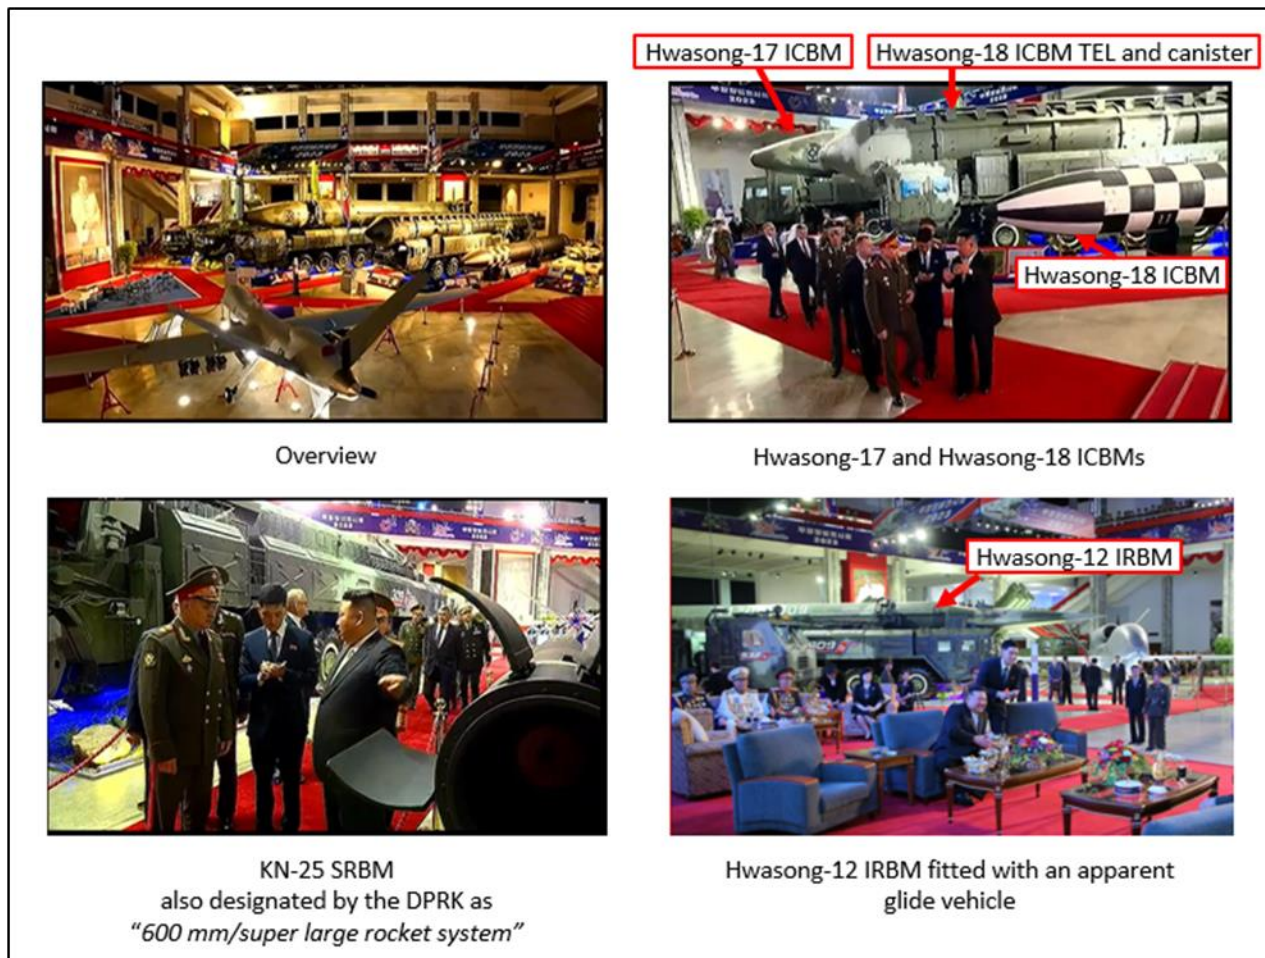 Hwasong-17 ICBM
Hwasong-18 ICBM TEL and canister
Hwasong-18 ICBM
Overview
Hwasong-17 and Hwasong-18 ICBMs
Hwasong-12 IRBM
KN-25 SRBM
also designated by the DPRK as
“600 mm/super large rocket system”
Hwasong-12 IRBM fitted with an apparent
glide vehicle